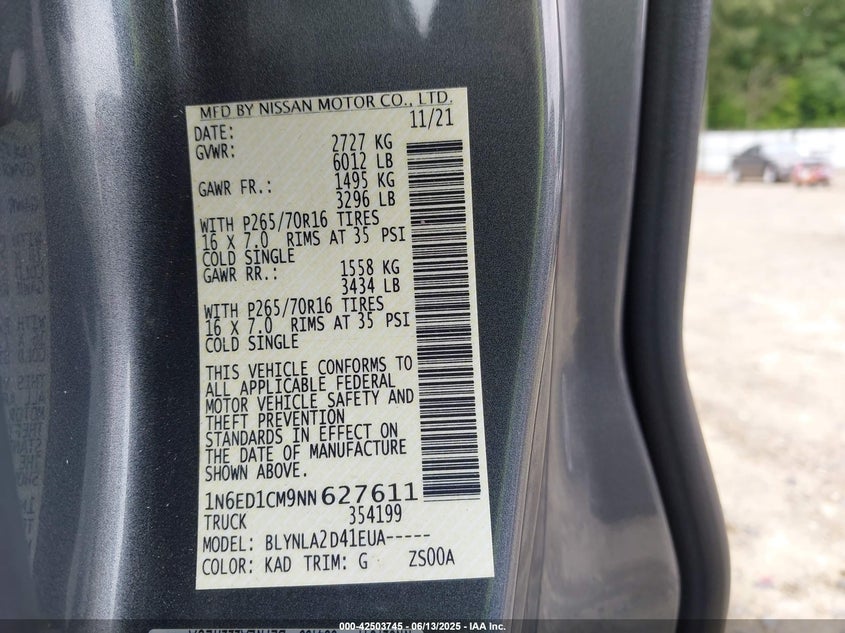 MFD BY NISSAN MOTOR CO., LTD.
DATE: 11/21
GVWR: 2727 KG
6012 LB
GAWR FR.: 1495 KG
3296 LB
WITH P265/70R16 TIRES
16 X 7.0 RIMS AT 35 PSI
COLD SINGLE
GAWR RR.: 1558 KG
3434 LB
WITH P265/70R16 TIRES
16 X 7.0 RIMS AT 35 PSI
COLD SINGLE
THIS VEHICLE CONFORMS TO
ALL APPLICABLE FEDERAL
MOTOR VEHICLE SAFETY AND
THEFT PREVENTION
STANDARDS IN EFFECT ON
THE DATE OF MANUFACTURE
SHOWN ABOVE.
1N6ED1CM9NN627611
TRUCK 354199
MODEL: BLYNLA2D41EUA-----
COLOR: KAD TRIM: G ZS00A
000-42503745 - 06/13/2025 - IAA Inc.